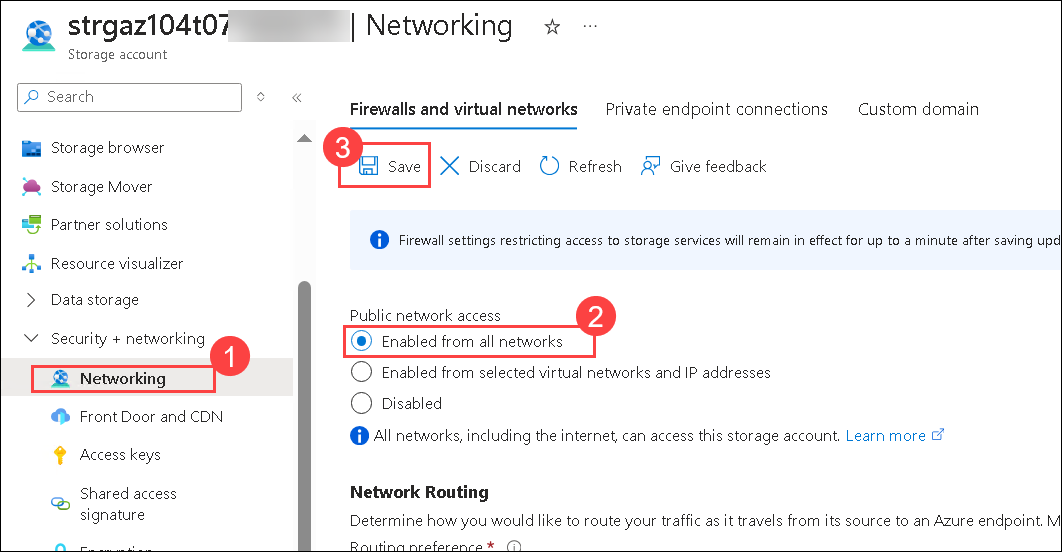 strgaz104t07 | Networking
Storage account
Search
Firewalls and virtual networks
Private endpoint connections
Custom domain
3
Save
Discard
Refresh
Give feedback
Storage browser
Storage Mover
Partner solutions
Resource visualizer
Data storage
Security + networking
1
Networking
Front Door and CDN
Access keys
Shared access
signature
Firewall settings restricting access to storage services will remain in effect for up to a minute after saving upd
Public network access
2
Enabled from all networks
Enabled from selected virtual networks and IP addresses
Disabled
All networks, including the internet, can access this storage account. Learn more
Network Routing
Determine how you would like to route your traffic as it travels from its source to an Azure endpoint. M
Routing preference *